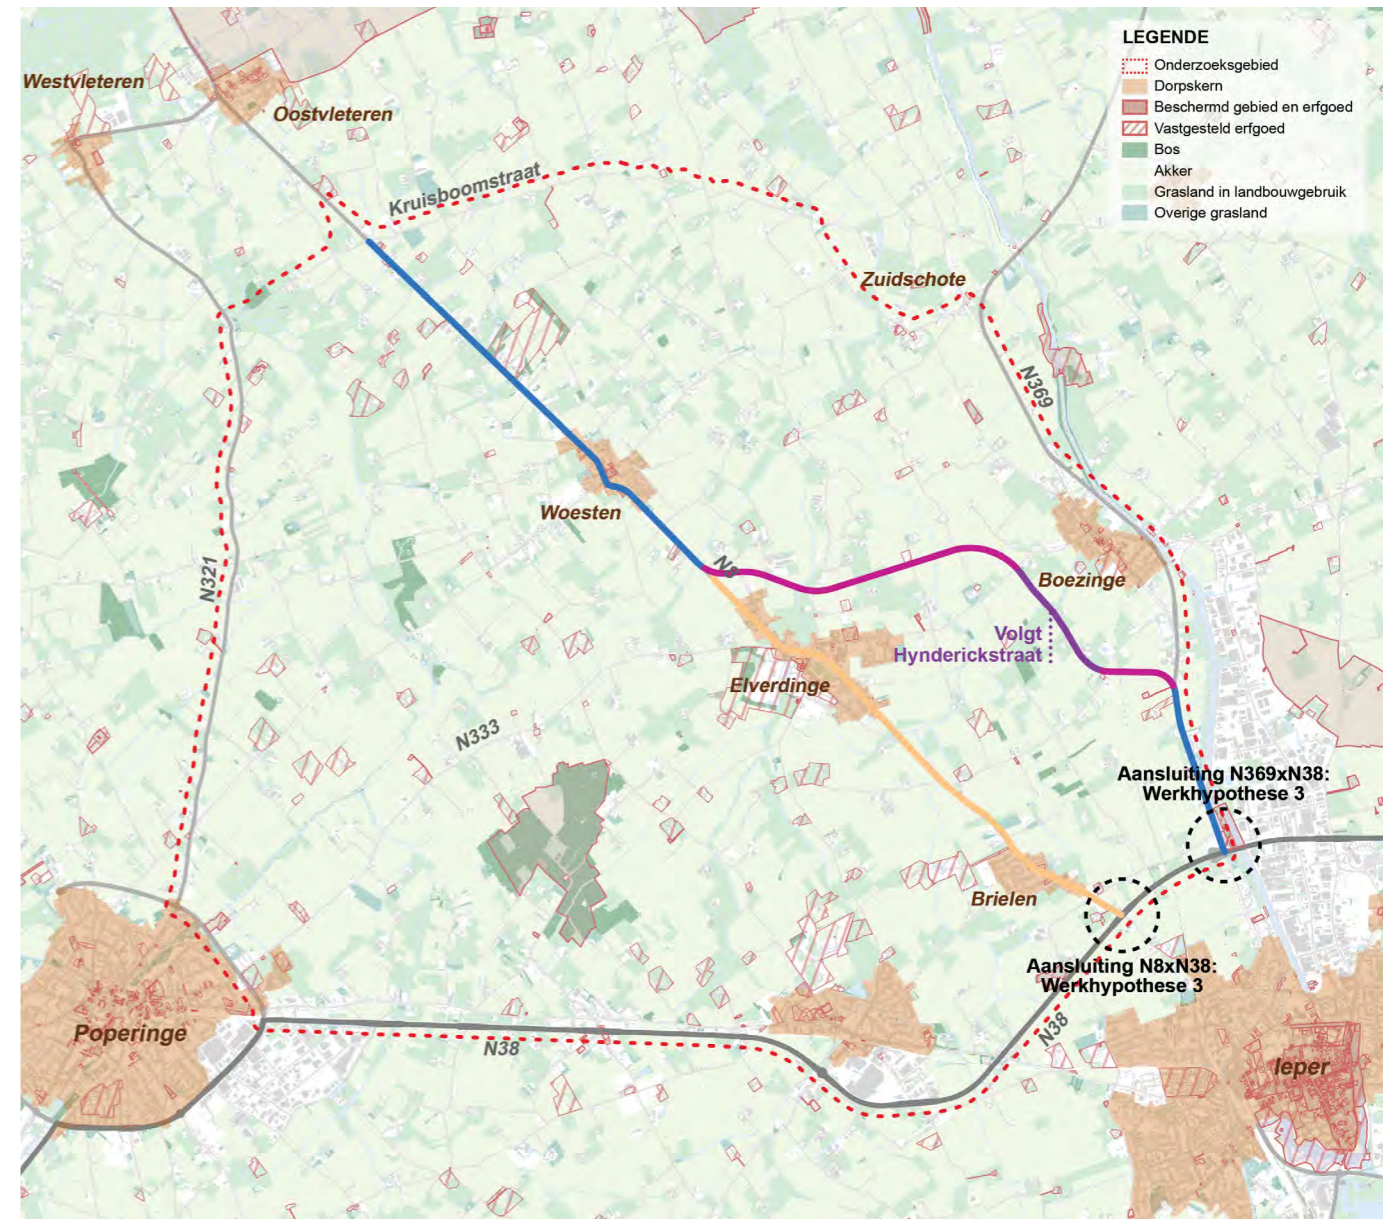 LEGENDE
Onderzoeksgebied
Dorpskern
Beschermd gebied en erfgoed
Vastgesteld erfgoed
Bos
Akker
Grasland in landbouwgebruik
Overige grasland
Westvleteren
Oostvleteren
Kruisboomstraat
Zuidschote
N369
Woesten
N8
Boezinge
N321
Volgt
Hynderickstraat
Elverdinge
N333
Aansluiting N369xN38:
Werkhypothese 3
Brielen
Aansluiting N8xN38:
Werkhypothese 3
Poperinge
N38
N38
Ieper